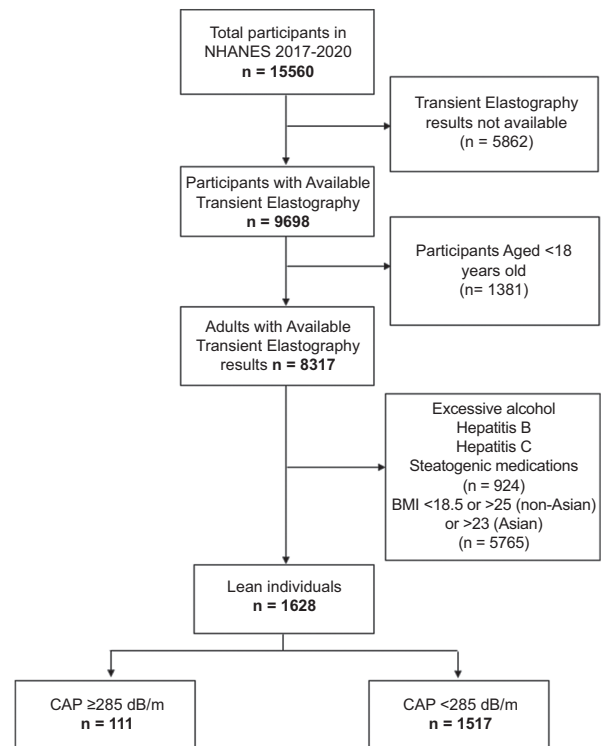 Total participants in
NHANES 2017-2020
n = 15560
Transient Elastography
results not available
(n = 5862)
Participants with Available
Transient Elastography
n = 9698
Participants Aged <18
years old
(n= 1381)
Adults with Available
Transient Elastography
results n = 8317
Excessive alcohol
Hepatitis B
Hepatitis C
Steatogenic medications
(n = 924)
BMI <18.5 or >25 (non-Asian)
or >23 (Asian)
(n = 5765)
Lean individuals
n = 1628
CAP ≥285 dB/m
n = 111
CAP <285 dB/m
n = 1517